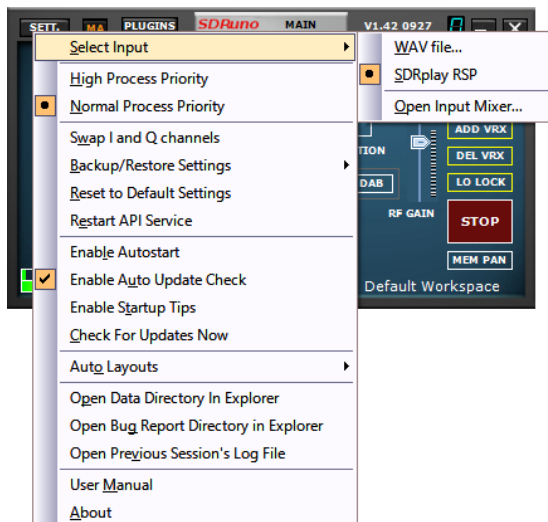 SETT. MA PLUGINS SDRuno MAIN V1.42 0927
Select Input
WAV file...
SDRplay RSP
Open Input Mixer...
High Process Priority
Normal Process Priority
Swap I and Q channels
Backup/Restore Settings
Reset to Default Settings
Restart API Service
Enable Autostart
Enable Auto Update Check
Enable Startup Tips
Check For Updates Now
Auto Layouts
Open Data Directory In Explorer
Open Bug Report Directory in Explorer
Open Previous Session's Log File
User Manual
About
ADD VRX
TION DEL VRX
DAB LO LOCK
RF GAIN STOP
MEM PAN
Default Workspace